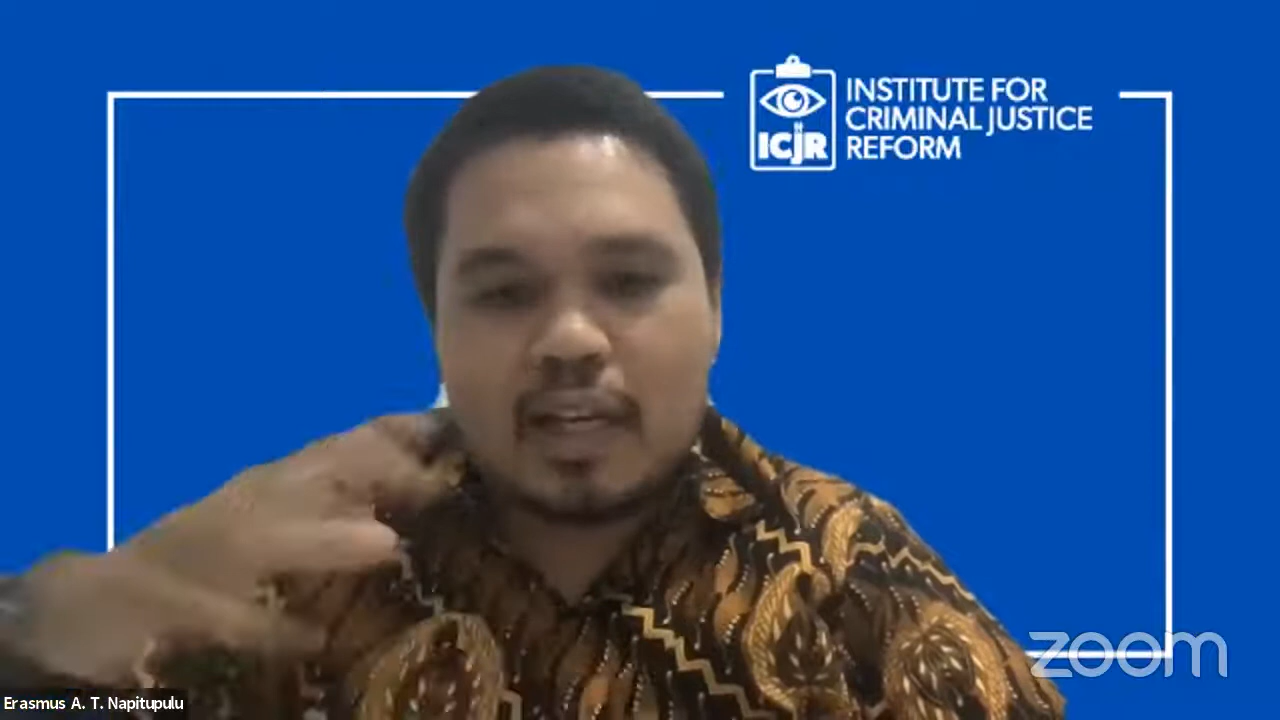 ICJR
INSTITUTE FOR
CRIMINAL JUSTICE
REFORM
zoom
Erasmus A. T. Napitupulu